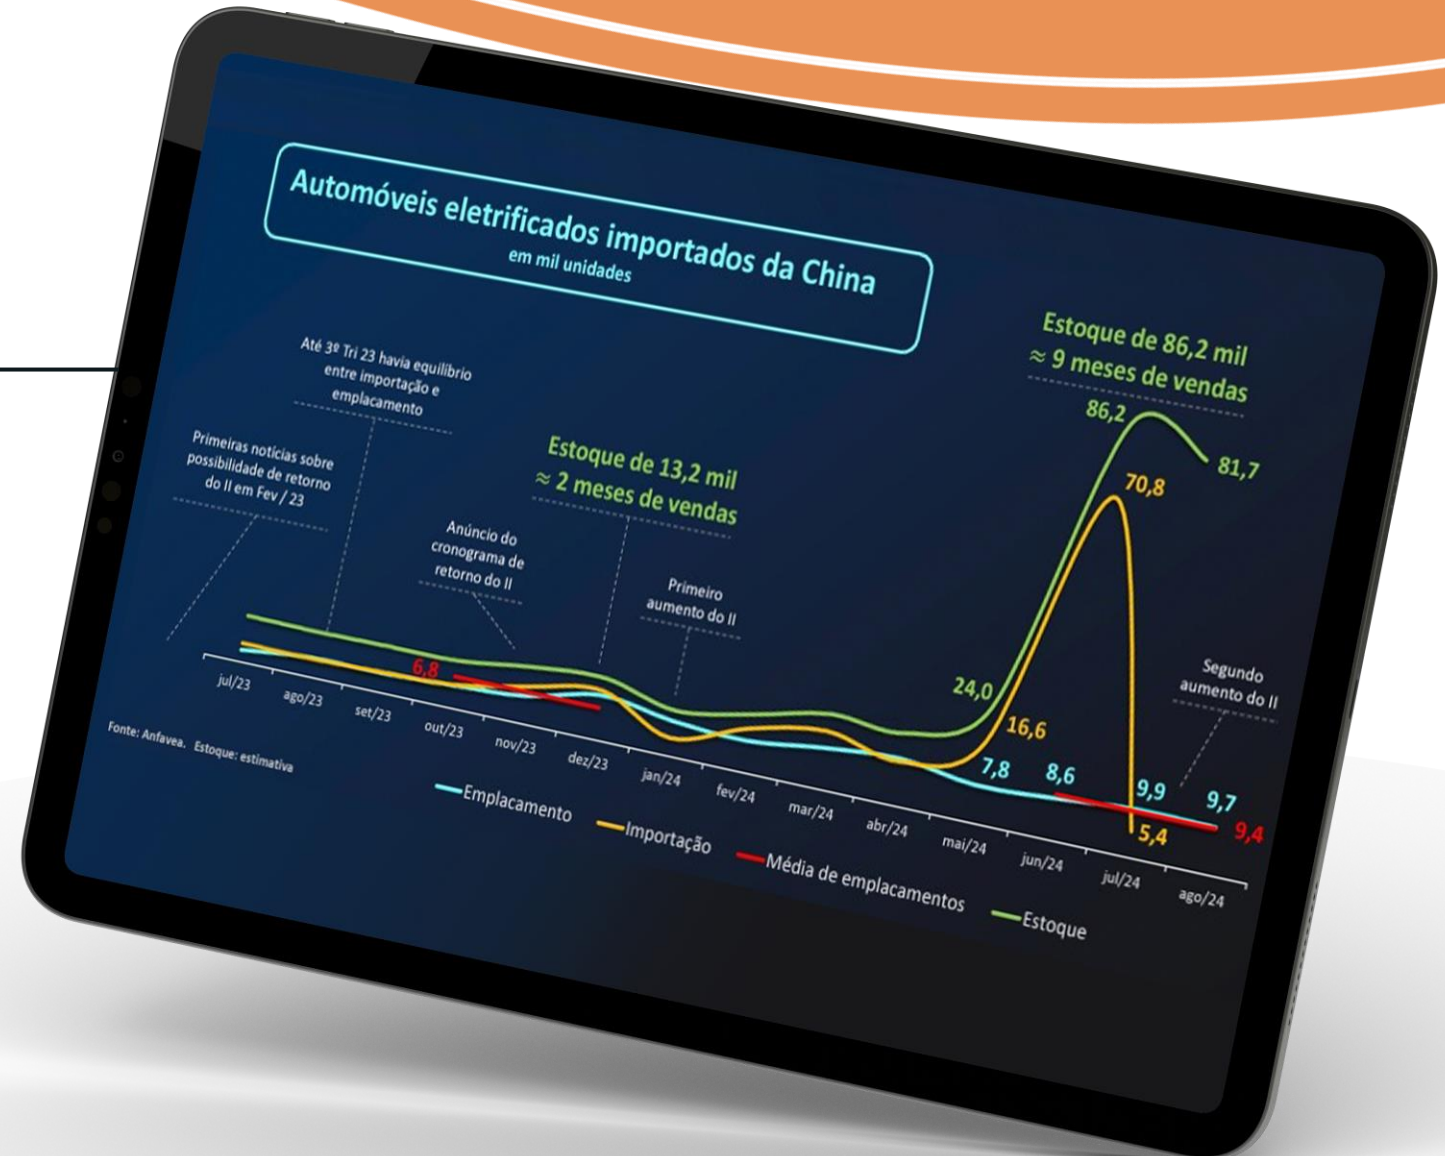 Automóveis eletrificados importados da China
em mil unidades
Até 3º Tri 23 havia equilíbrio
entre importação e
emplacamento
Primeiras notícias sobre
possibilidade de retorno
do II em Fev / 23
Estoque de 13,2 mil
≈ 2 meses de vendas
Anúncio do
cronograma de
retorno do II
Primeiro
aumento do II
Estoque de 86,2 mil
≈ 9 meses de vendas
86,2
81,7
70,8
Segundo
aumento do II
6,8
24,0
16,6
7,8
8,6
9,9
9,7
9,4
5,4
jul/23
ago/23
set/23
out/23
nov/23
dez/23
jan/24
fev/24
mar/24
abr/24
mai/24
jun/24
jul/24
ago/24
Fonte: Anfavea. Estoque: estimativa
Emplacamento
Importação
Média de emplacamentos
Estoque